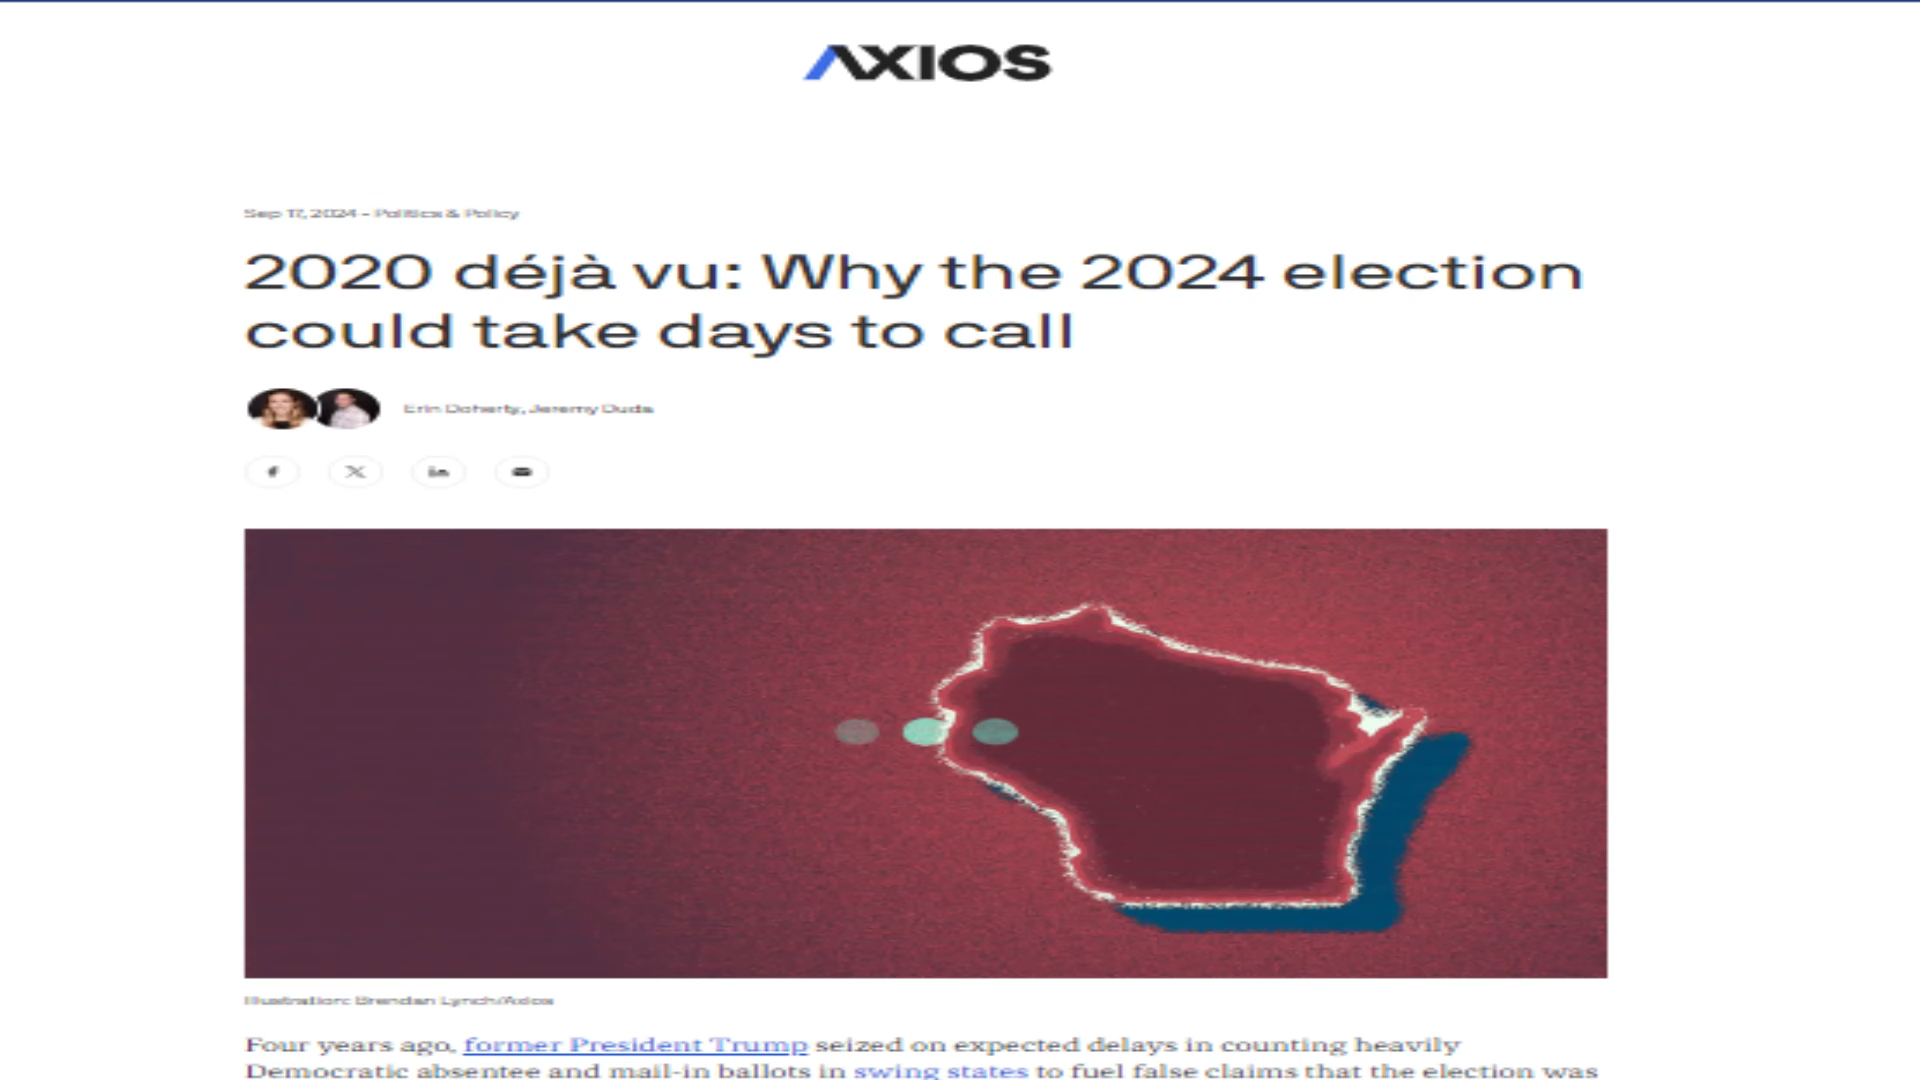 AXIOS
Sep 17, 2024 - Politics & Policy
2020 déjà vu: Why the 2024 election
could take days to call
Erin Doherty, Jeremy Duda
Illustration: Brendan Lynch/Axios
Four years ago, former President Trump seized on expected delays in counting heavily
Democratic absentee and mail-in ballots in swing states to fuel false claims that the election was